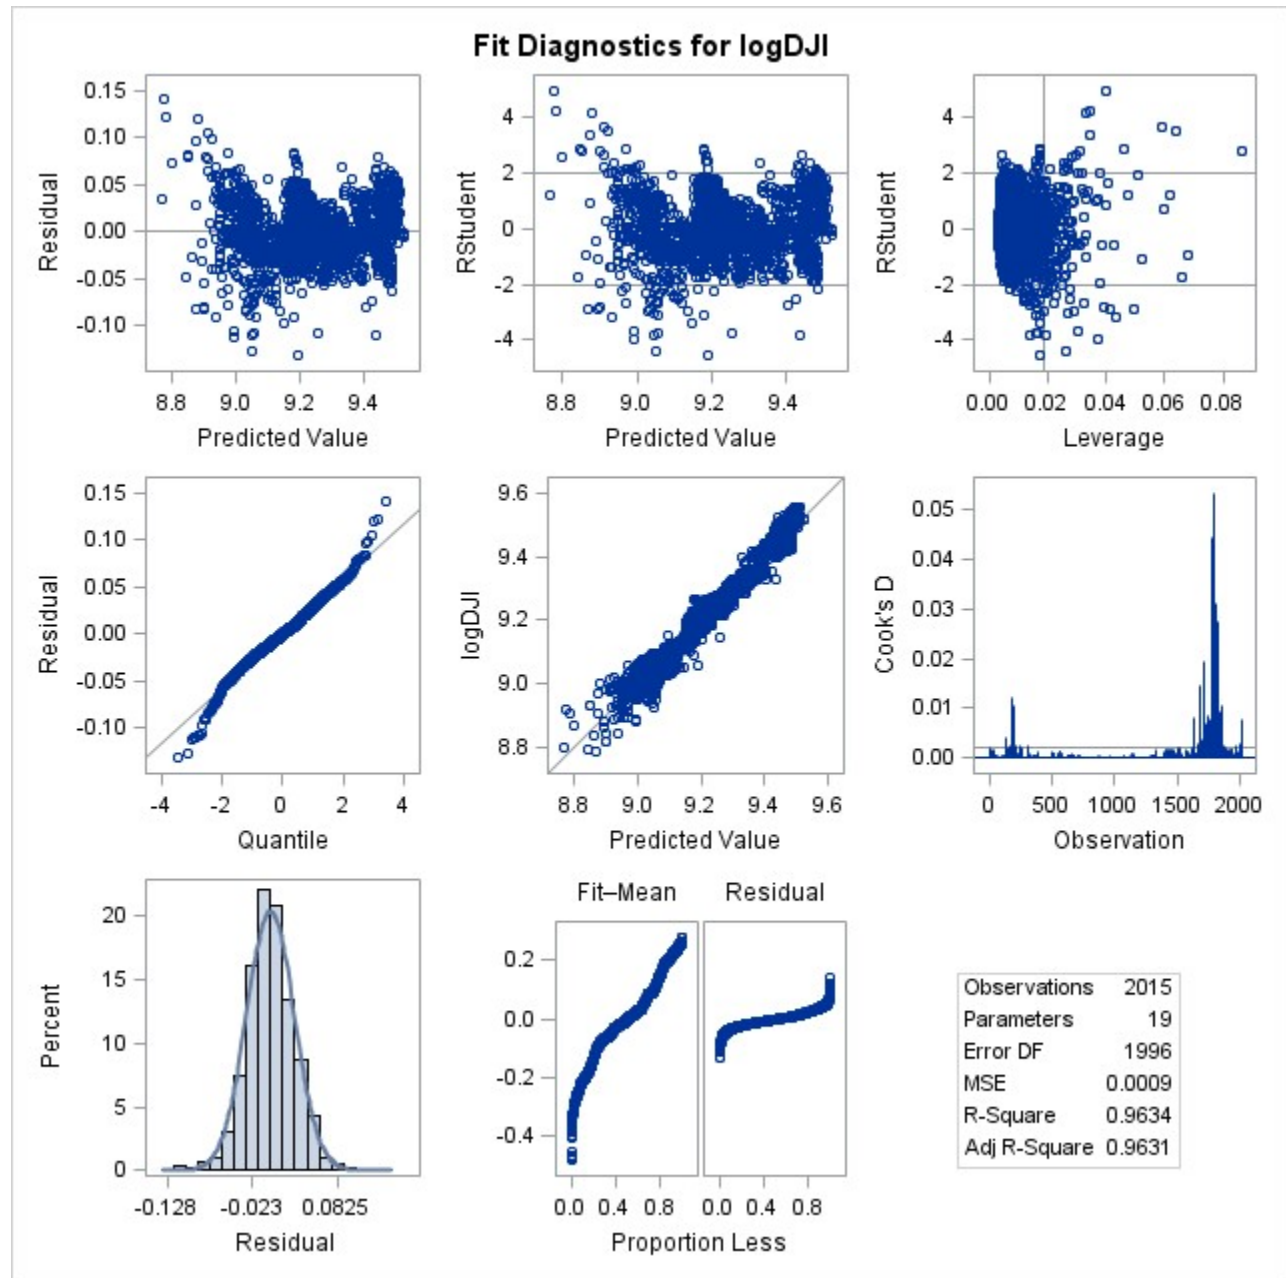 Fit Diagnostics for logDJI
0.15
0.10
0.05
0.00
-0.05
-0.10
Residual
8.8 9.0 9.2 9.4
Predicted Value
4
2
0
-2
-4
RStudent
8.8 9.0 9.2 9.4
Predicted Value
4
2
0
-2
-4
RStudent
0.00 0.02 0.04 0.06 0.08
Leverage
0.15
0.10
0.05
0.00
-0.05
-0.10
Residual
-4 -2 0 2 4
Quantile
9.6
9.4
9.2
9.0
8.8
logDJI
8.8 9.0 9.2 9.4 9.6
Predicted Value
0.05
0.04
0.03
0.02
0.01
0.00
Cook's D
0 500 1000 1500 2000
Observation
20
15
10
5
0
Percent
-0.128 -0.023 0.0825
Residual
Fit–Mean Residual
0.2
0.0
-0.2
-0.4
0.0 0.4 0.8 0.0 0.4 0.8
Proportion Less
Observations 2015
Parameters 19
Error DF 1996
MSE 0.0009
R-Square 0.9634
Adj R-Square 0.9631